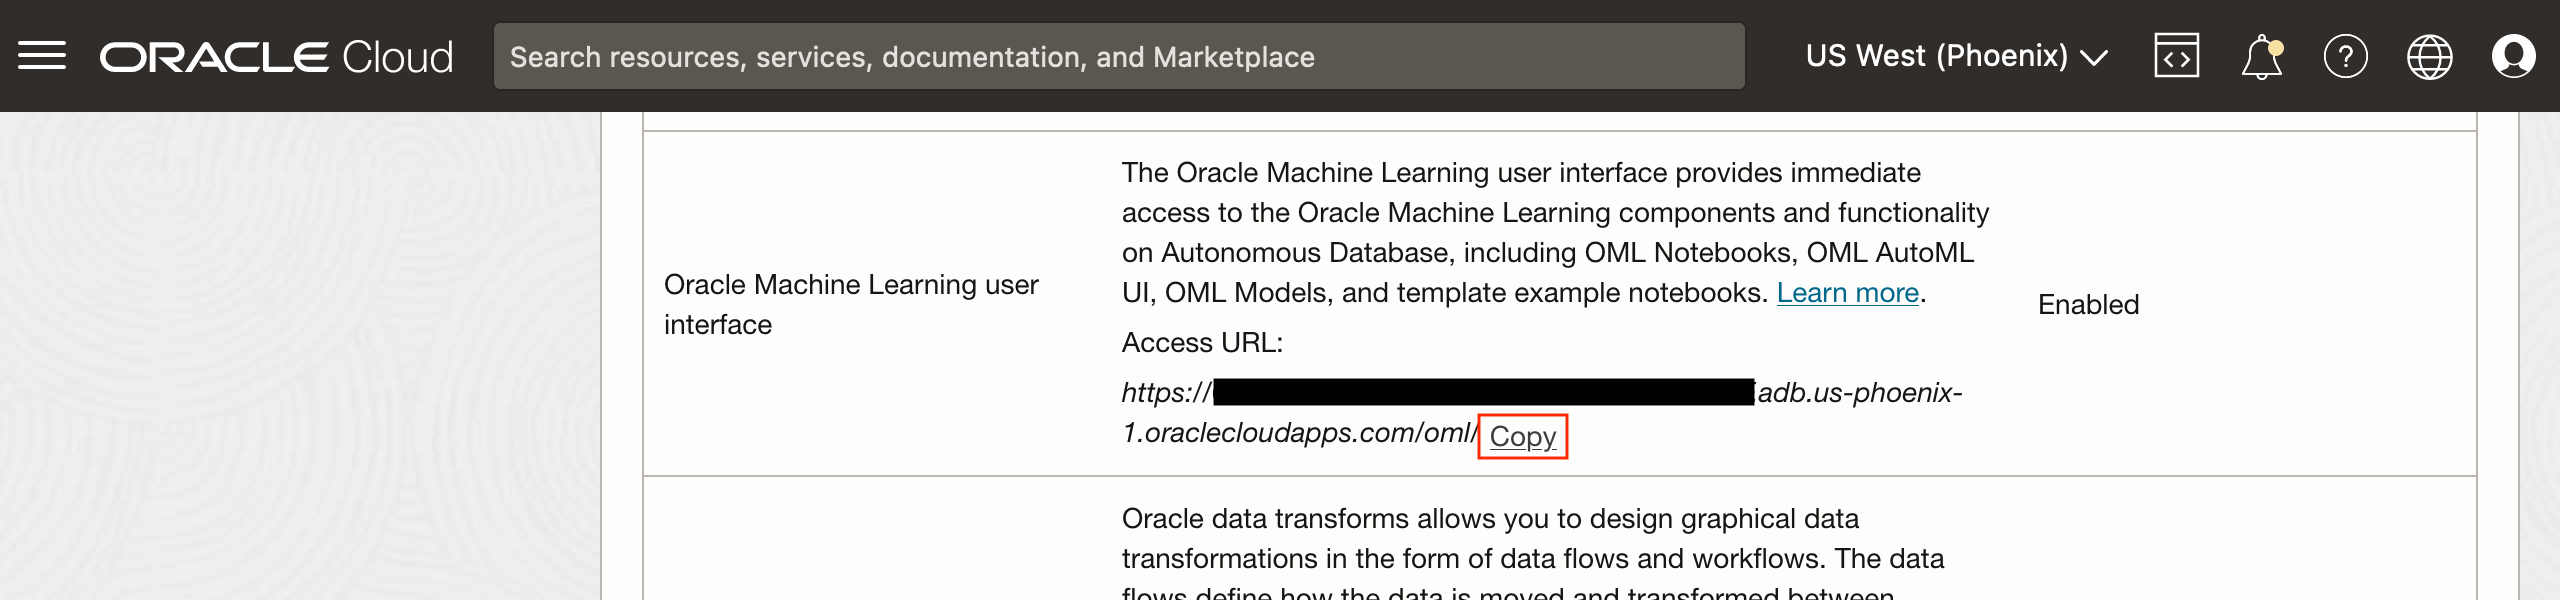 ORACLE Cloud
Search resources, services, documentation, and Marketplace
US West (Phoenix)
The Oracle Machine Learning user interface provides immediate
access to the Oracle Machine Learning components and functionality
on Autonomous Database, including OML Notebooks, OML AutoML
UI, OML Models, and template example notebooks. Learn more.
Oracle Machine Learning user
interface
Enabled
Access URL:
https:// adb.us-phoenix-
1.oraclecloudapps.com/oml/ Copy
Oracle data transforms allows you to design graphical data
transformations in the form of data flows and workflows. The data
flows define how the data is moved and transformed between